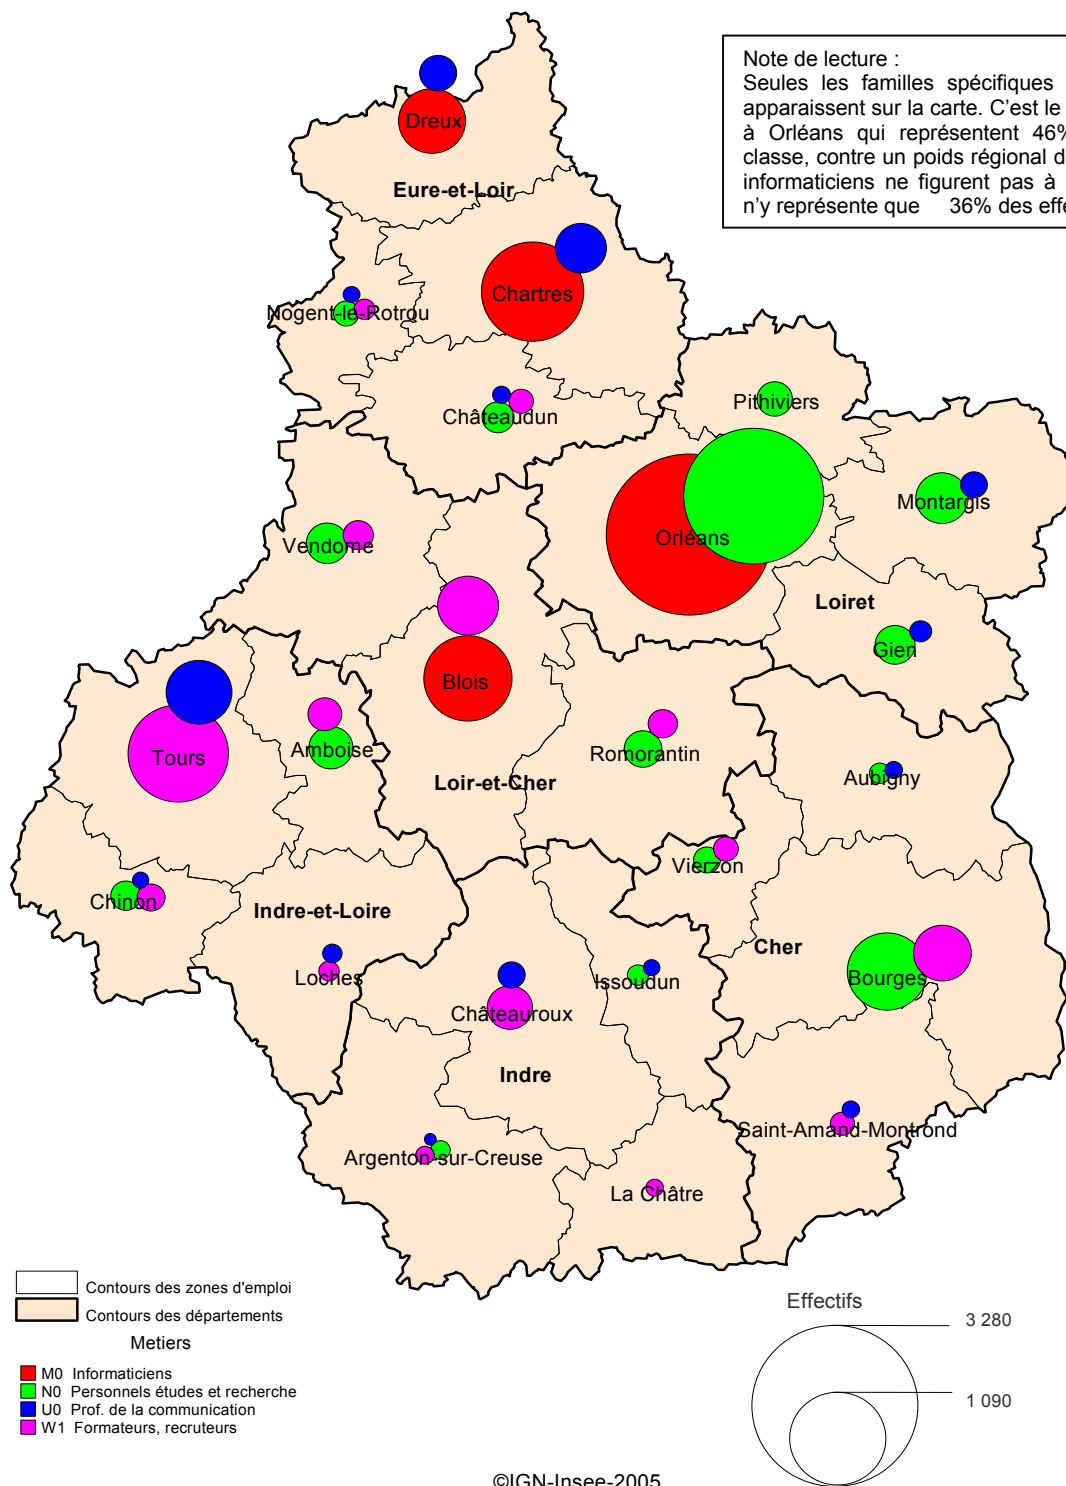 Note de lecture :
Seules les familles spécifiques
apparaissent sur la carte. C'est le
à Orléans qui représentent 46%
classe, contre un poids régional d
informaticiens ne figurent pas à
n'y représente que 36% des effe
Dreux
Eure-et-Loir
Chartres
Nogent-le-Rotrou
Pithiviers
Châteaudun
Montargis
Orléans
Vendome
Loiret
Gien
Blois
Tours
Amboise
Romorantin
Loir-et-Cher
Aubigny
Vierzon
Chinon
Indre-et-Loire
Cher
Loches
Issoudun
Bourges
Châteauroux
Indre
Saint-Amand-Montrond
Argenton-sur-Creuse
La Châtre
Contours des zones d'emploi
Contours des départements
Metiers
M0 Informaticiens
N0 Personnels études et recherche
U0 Prof. de la communication
W1 Formateurs, recruteurs
Effectifs
3 280
1 090
©IGN-Insee-2005